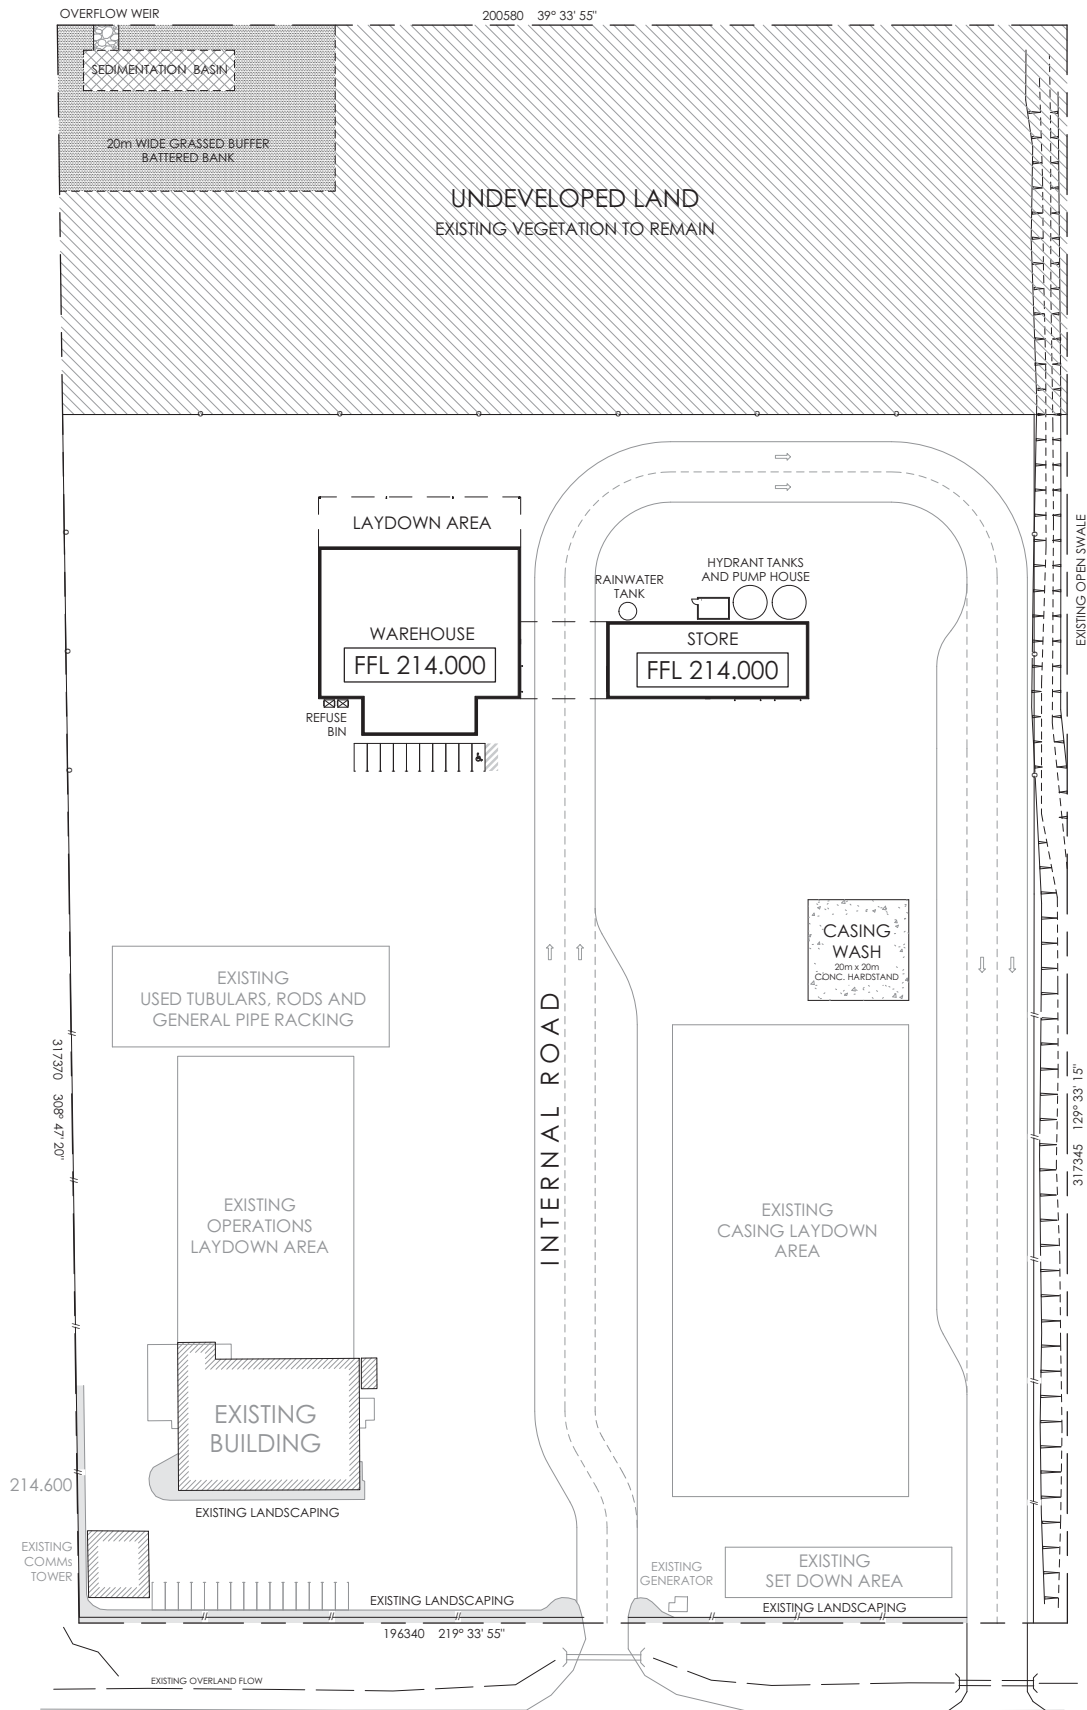 OVERFLOW WEIR
200580 39° 33' 55"
SEDIMENTATION BASIN
20m WIDE GRASSED BUFFER
BATTERED BANK
UNDEVELOPED LAND
EXISTING VEGETATION TO REMAIN
LAYDOWN AREA
EXISTING OPEN SWALE
HYDRANT TANKS
AND PUMP HOUSE
RAINWATER
TANK
WAREHOUSE
FFL 214.000
STORE
FFL 214.000
REFUSE
BIN
CASING
WASH
20m x 20m
CONC. HARDSTAND
EXISTING
USED TUBULARS, RODS AND
GENERAL PIPE RACKING
INTERNAL ROAD
317370 308° 47' 20"
317345 129° 33' 15"
EXISTING
OPERATIONS
LAYDOWN AREA
EXISTING
CASING LAYDOWN
AREA
EXISTING
BUILDING
214.600
EXISTING LANDSCAPING
EXISTING
COMMs
TOWER
EXISTING
GENERATOR
EXISTING
SET DOWN AREA
EXISTING LANDSCAPING
EXISTING LANDSCAPING
196340 219° 33' 55"
EXISTING OVERLAND FLOW